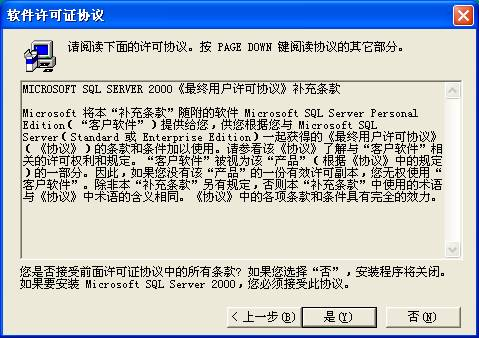 软件许可证协议
请阅读下面的许可协议。按 PAGE DOWN 键阅读协议的其它部分。
MICROSOFT SQL SERVER 2000《最终用户许可协议》补充条款
Microsoft 将本“补充条款”随附的软件 Microsoft SQL Server Personal
Edition(“客户软件”)提供给您，供您根据您与 Microsoft SQL
Server(Standard 或 Enterprise Edition)一起获得的《最终用户许可协议》
(《协议》)的条款和条件加以使用。请参看该《协议》了解与“客户软件”相
关的许可权利和规定。“客户软件”被视为该“产品”(根据《协议》中的规定
)的一部分。因此，如果您没有该“产品”的一份有效许可副本，您无权使用“
客户软件”。除非本“补充条款”另有规定，否则本“补充条款”中使用的术语
与《协议》中术语的含义相同。《协议》中的各项条款和条件具有完全的效力。
您是否接受前面许可证协议中的所有条款? 如果您选择“否”，安装程序将关闭。
如果要安装 Microsoft SQL Server 2000，您必须接受此协议。
< 上一步(B) 是(Y) 否(N)